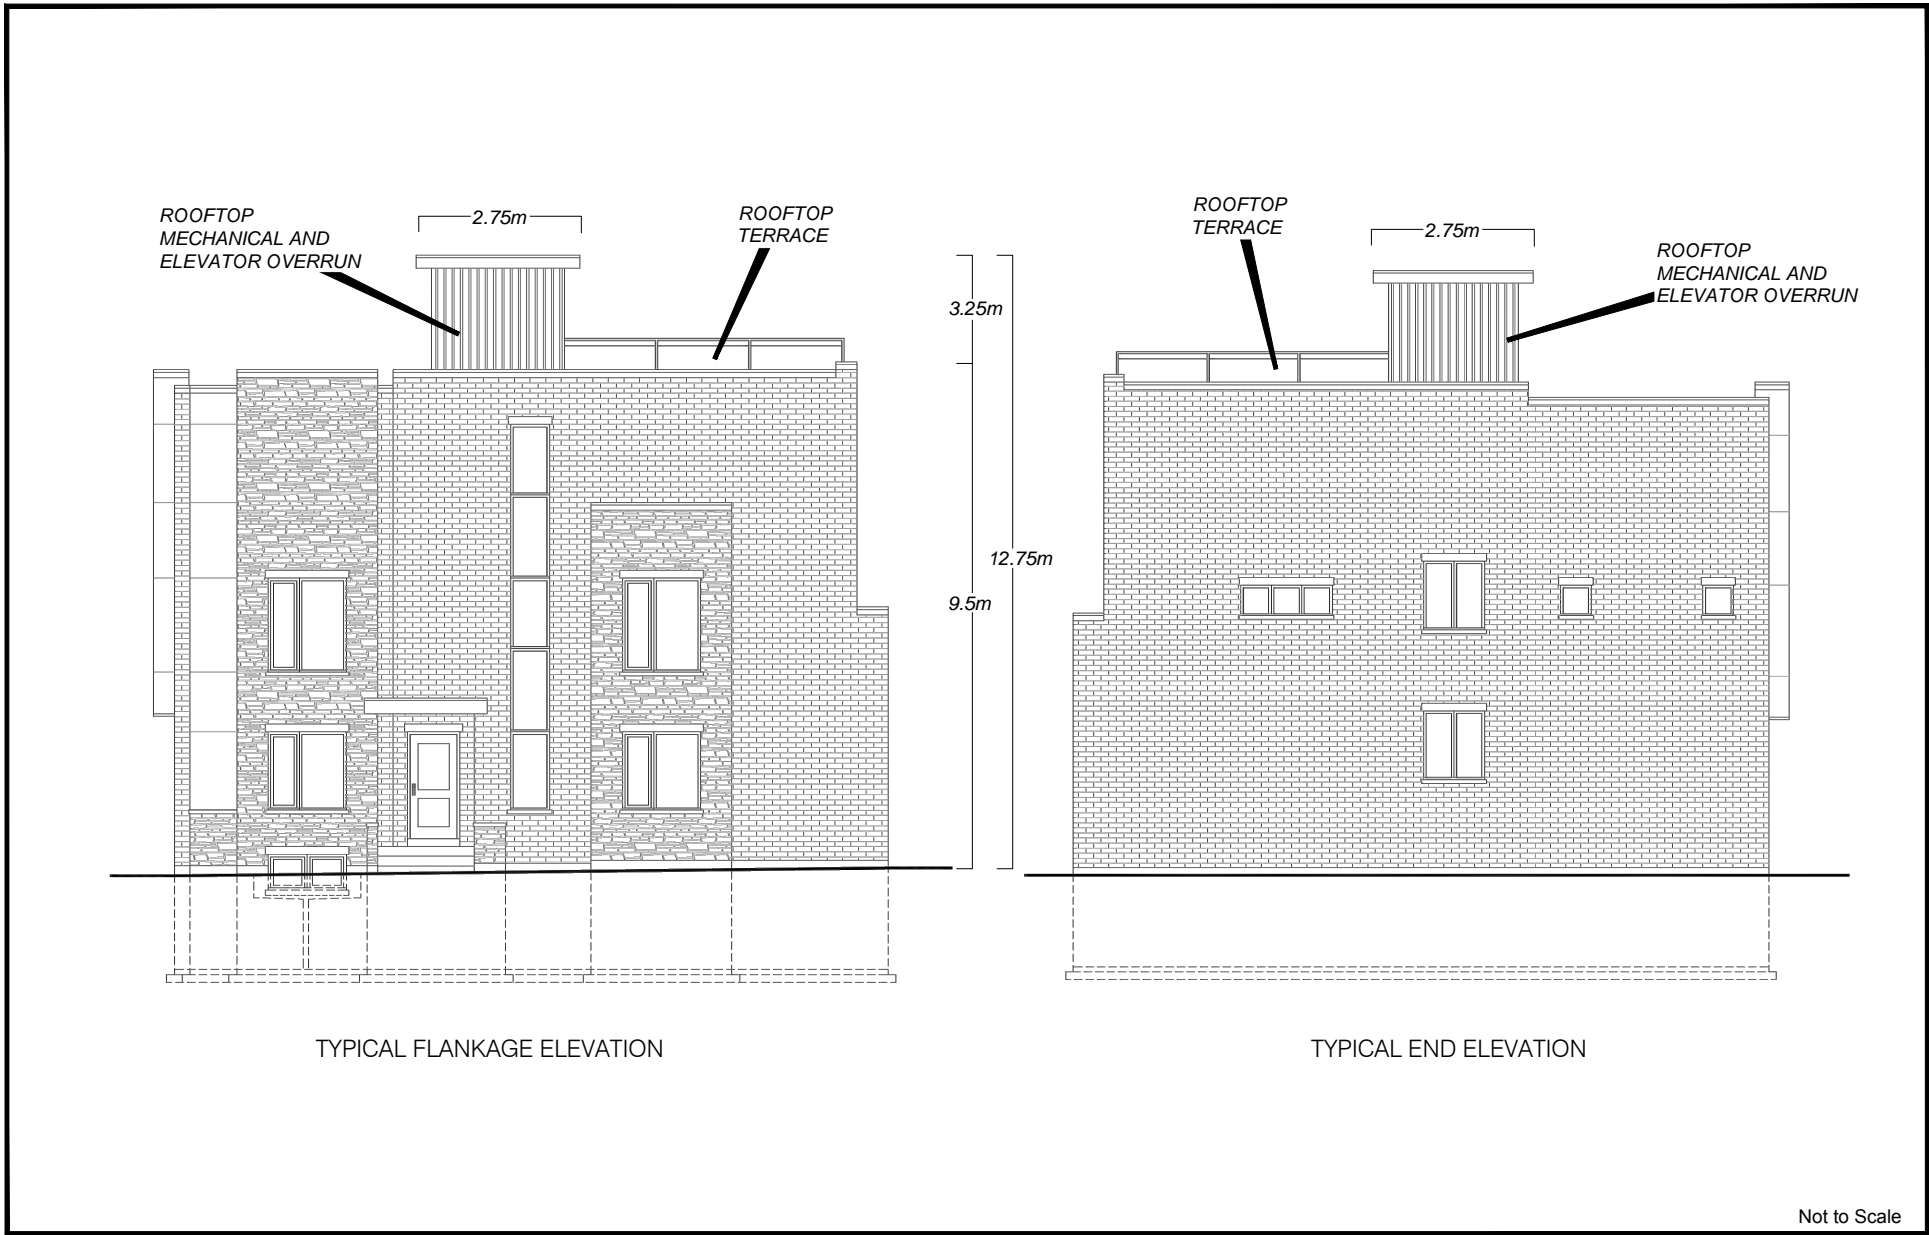 ROOFTOP
MECHANICAL AND
ELEVATOR OVERRUN
2.75m
ROOFTOP
TERRACE
3.25m
12.75m
9.5m
TYPICAL FLANKAGE ELEVATION
ROOFTOP
TERRACE
2.75m
ROOFTOP
MECHANICAL AND
ELEVATOR OVERRUN
TYPICAL END ELEVATION
Not to Scale